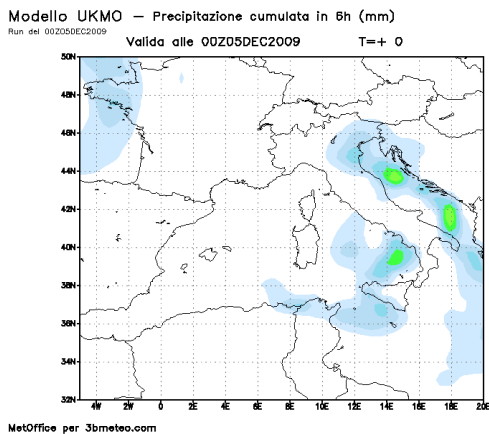 Modello UKMO — Precipitazione cumulata in 6h (mm)
Run del 00Z05DEC2009
Valida alle 00Z05DEC2009 T=+ 0
50N
48N
46N
44N
42N
40N
38N
36N
34N
32N
4W 2W 0 2E 4E 6E 8E 10E 12E 14E 16E 18E 20E
MetOffice per 3bmeteo.com